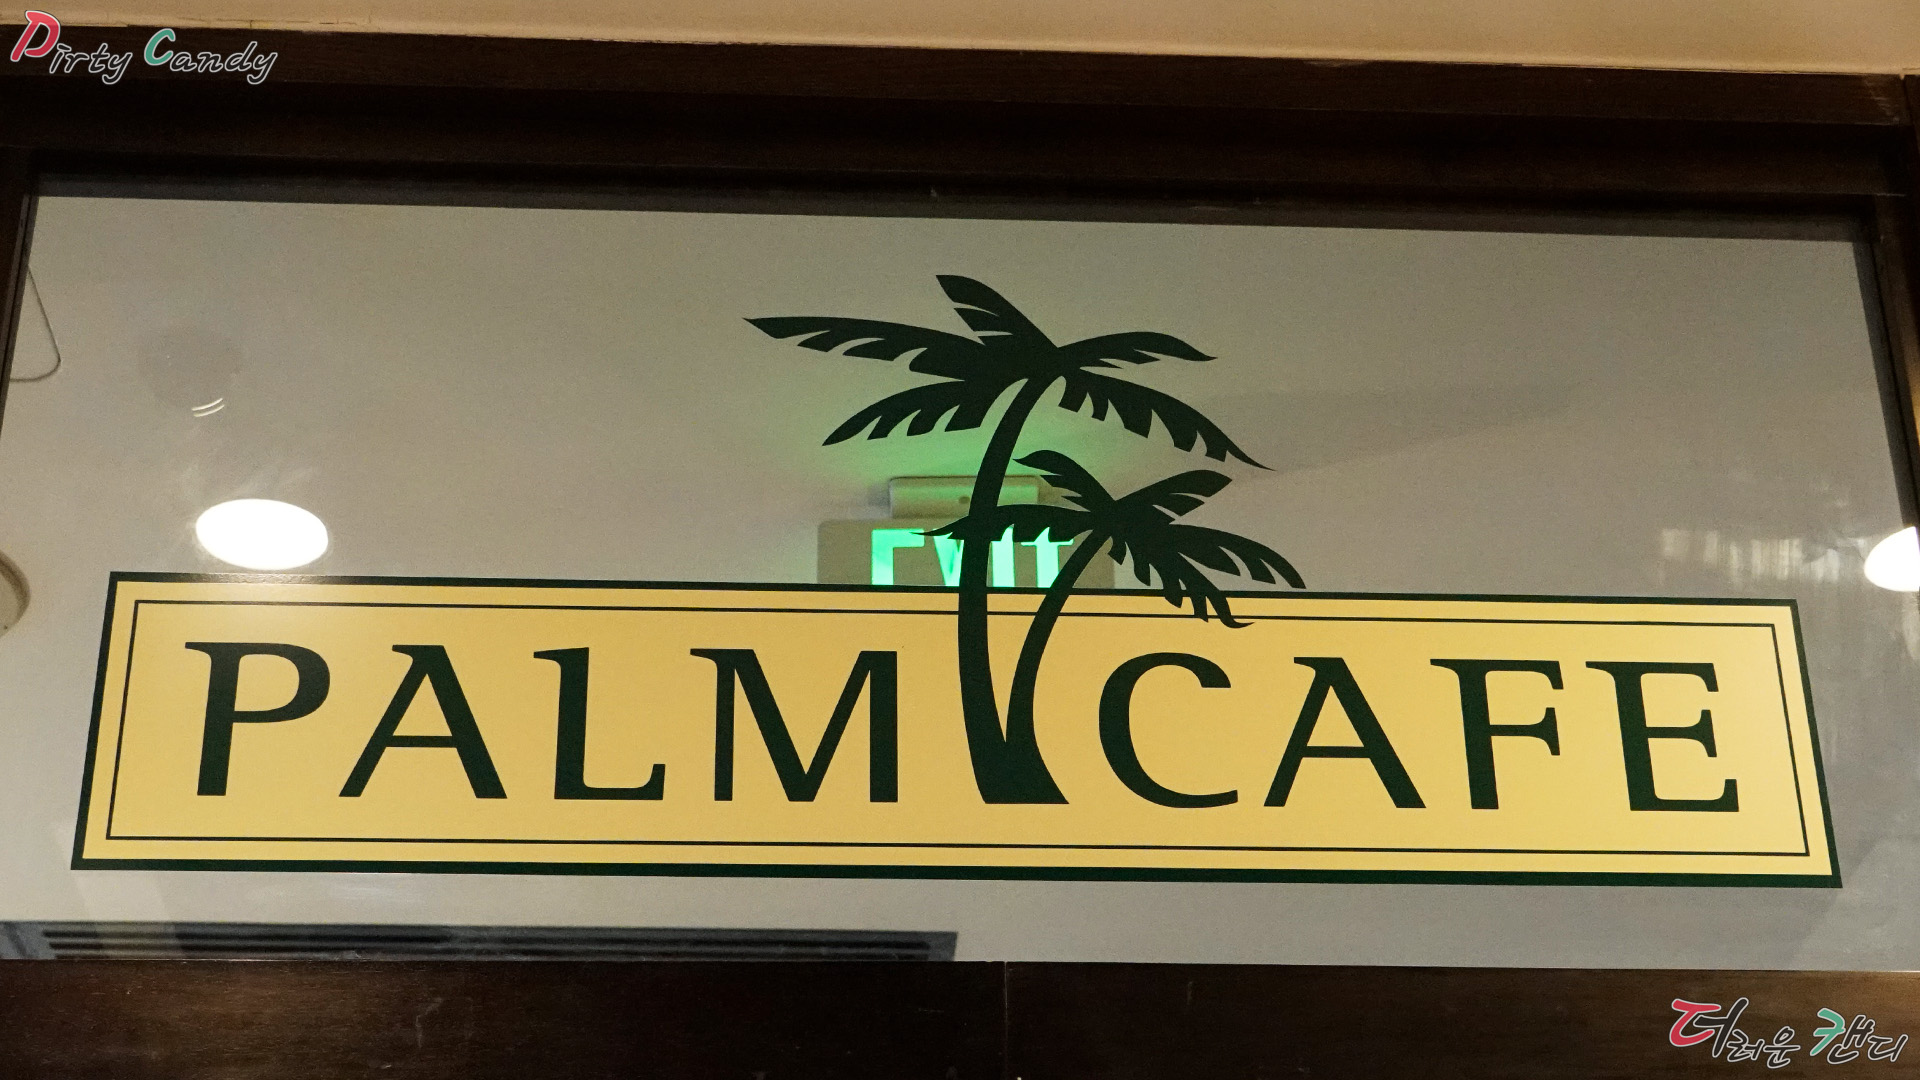 Dirty Candy
EXIT
PALM CAFE
더러운 캔디